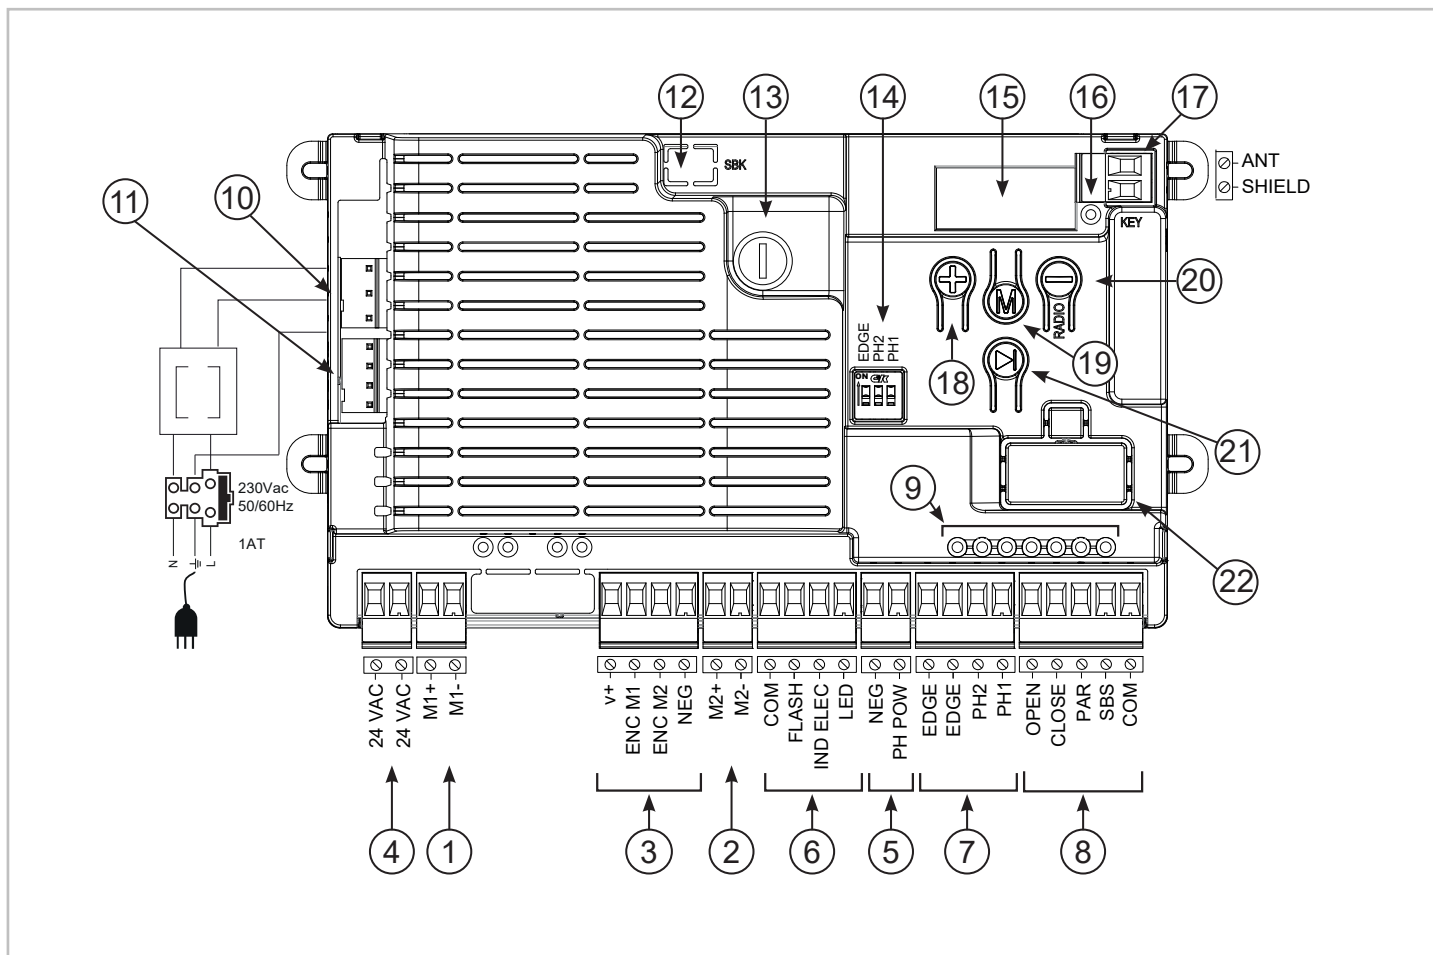 12
13
14
15
16
17
SBK
ANT
SHIELD
KEY
11
10
20
RADIO
M
EDGE
PH2
PH1
18
19
ON
21
9
230Vac
50/60Hz
1AT
N
L
22
24 VAC
24 VAC
M1+
M1-
v+
ENC M1
ENC M2
NEG
M2+
M2-
COM
FLASH
IND ELEC
LED
NEG
PH POW
EDGE
EDGE
PH2
PH1
OPEN
CLOSE
PAR
SBS
COM
4
1
3
2
6
5
7
8